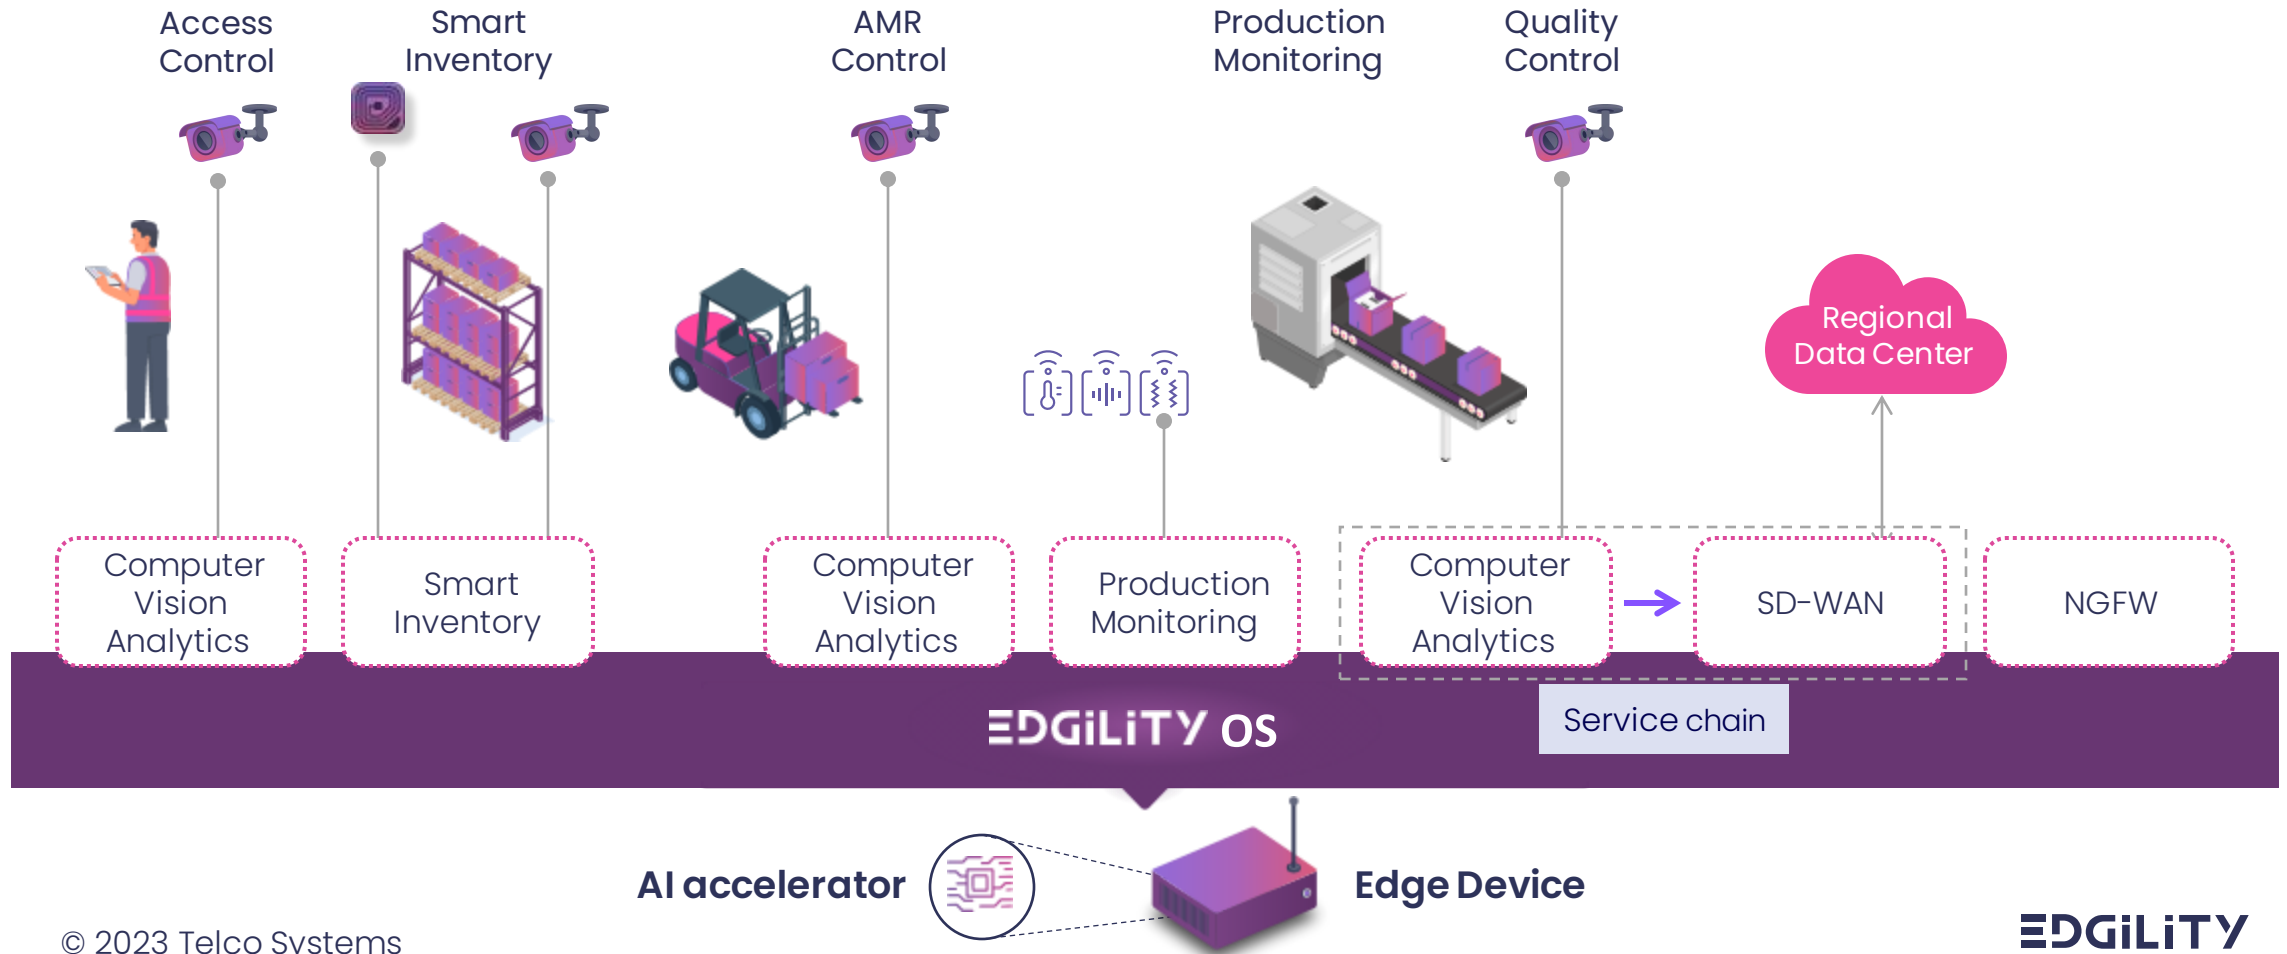 Access
Control
Smart
Inventory
AMR
Control
Production
Monitoring
Quality
Control
Regional
Data Center
Computer
Vision
Analytics
Smart
Inventory
Computer
Vision
Analytics
Production
Monitoring
Computer
Vision
Analytics
SD-WAN
NGFW
EDGiLiTY OS
Service chain
AI accelerator
Edge Device
© 2023 Telco Systems
EDGiLiTY